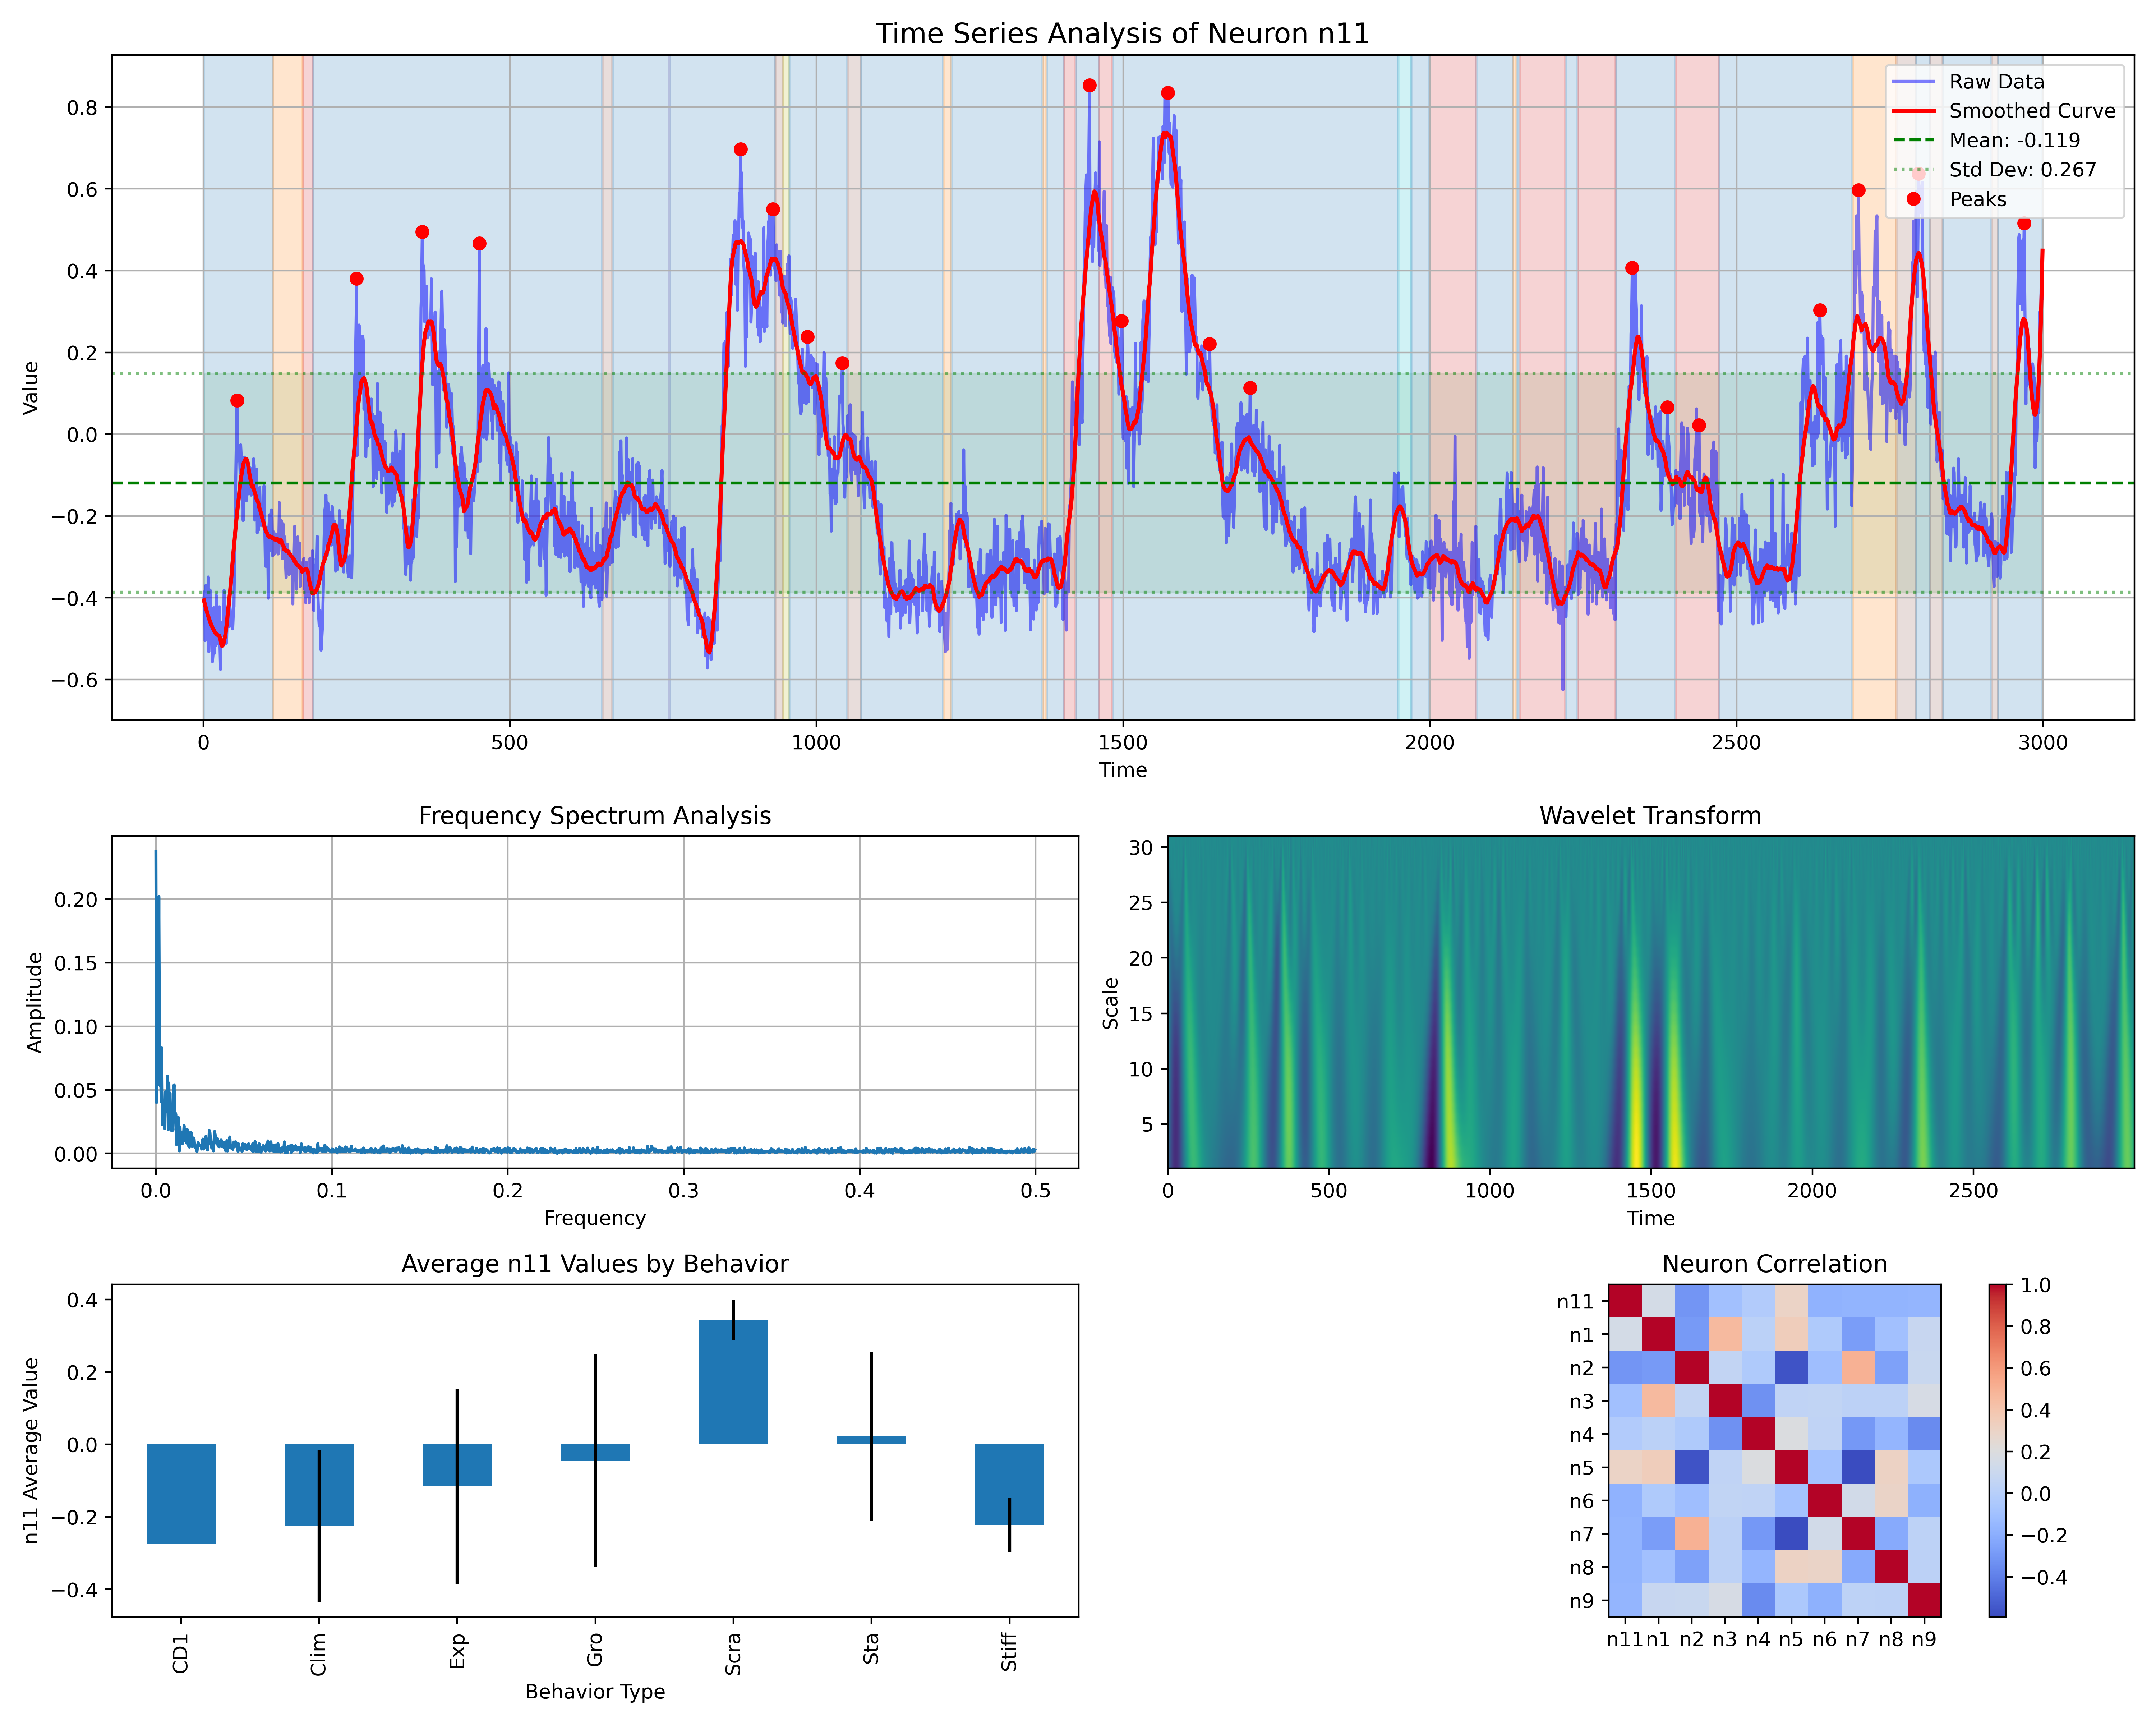 Time Series Analysis of Neuron n11
Value
0.8
0.6
0.4
0.2
0.0
−0.2
−0.4
−0.6
Raw Data
Smoothed Curve
Mean: -0.119
Std Dev: 0.267
Peaks
0 500 1000 1500 2000 2500 3000
Time
Frequency Spectrum Analysis
Amplitude
0.20
0.15
0.10
0.05
0.00
0.0 0.1 0.2 0.3 0.4 0.5
Frequency
Wavelet Transform
Scale
30
25
20
15
10
5
0 500 1000 1500 2000 2500
Time
Average n11 Values by Behavior
n11 Average Value
0.4
0.2
0.0
−0.2
−0.4
CD1 Clim Exp Gro Scra Sta Stiff
Behavior Type
Neuron Correlation
n11
n1
n2
n3
n4
n5
n6
n7
n8
n9
n11 n1 n2 n3 n4 n5 n6 n7 n8 n9
1.0
0.8
0.6
0.4
0.2
0.0
−0.2
−0.4